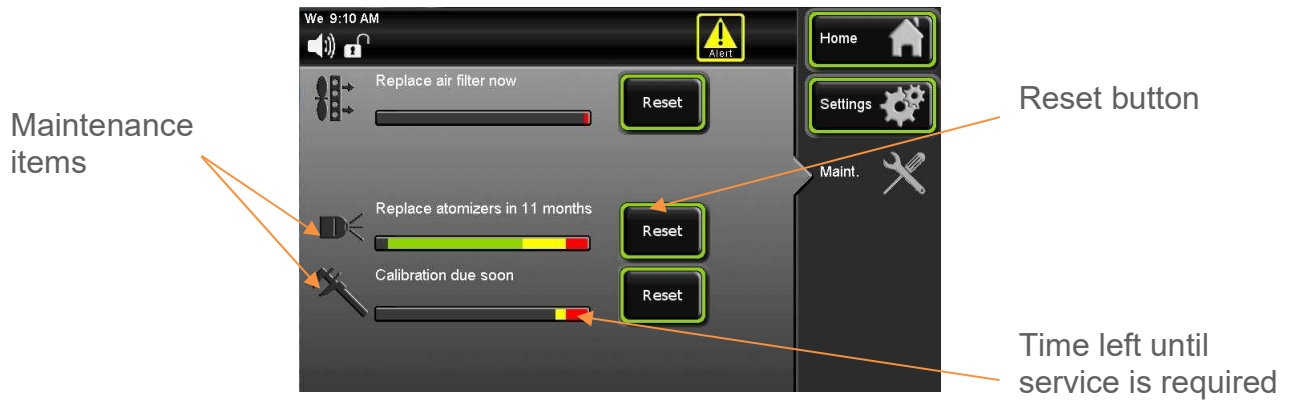 We 9:10 AM
Alert
Home
Replace air filter now
Reset
Settings
Reset button
Maintenance
items
Maint.
Replace atomizers in 11 months
Reset
Calibration due soon
Reset
Time left until
service is required